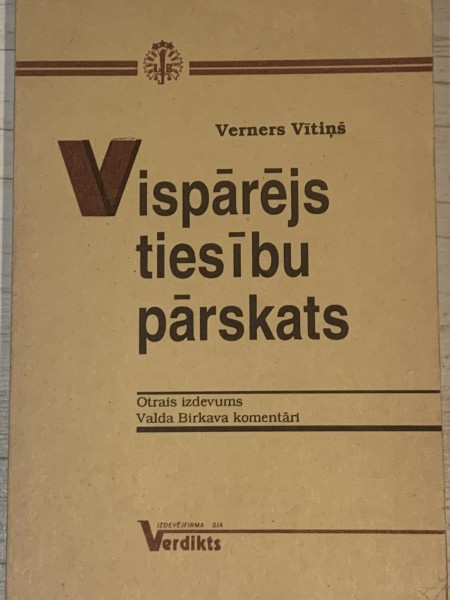 Verners Vītiņš
Vispārējs
tiesību
pārskats
Otrais izdevums
Valda Birkava komentāri
IZDEVĒJFIRMA SIA
Verdikts